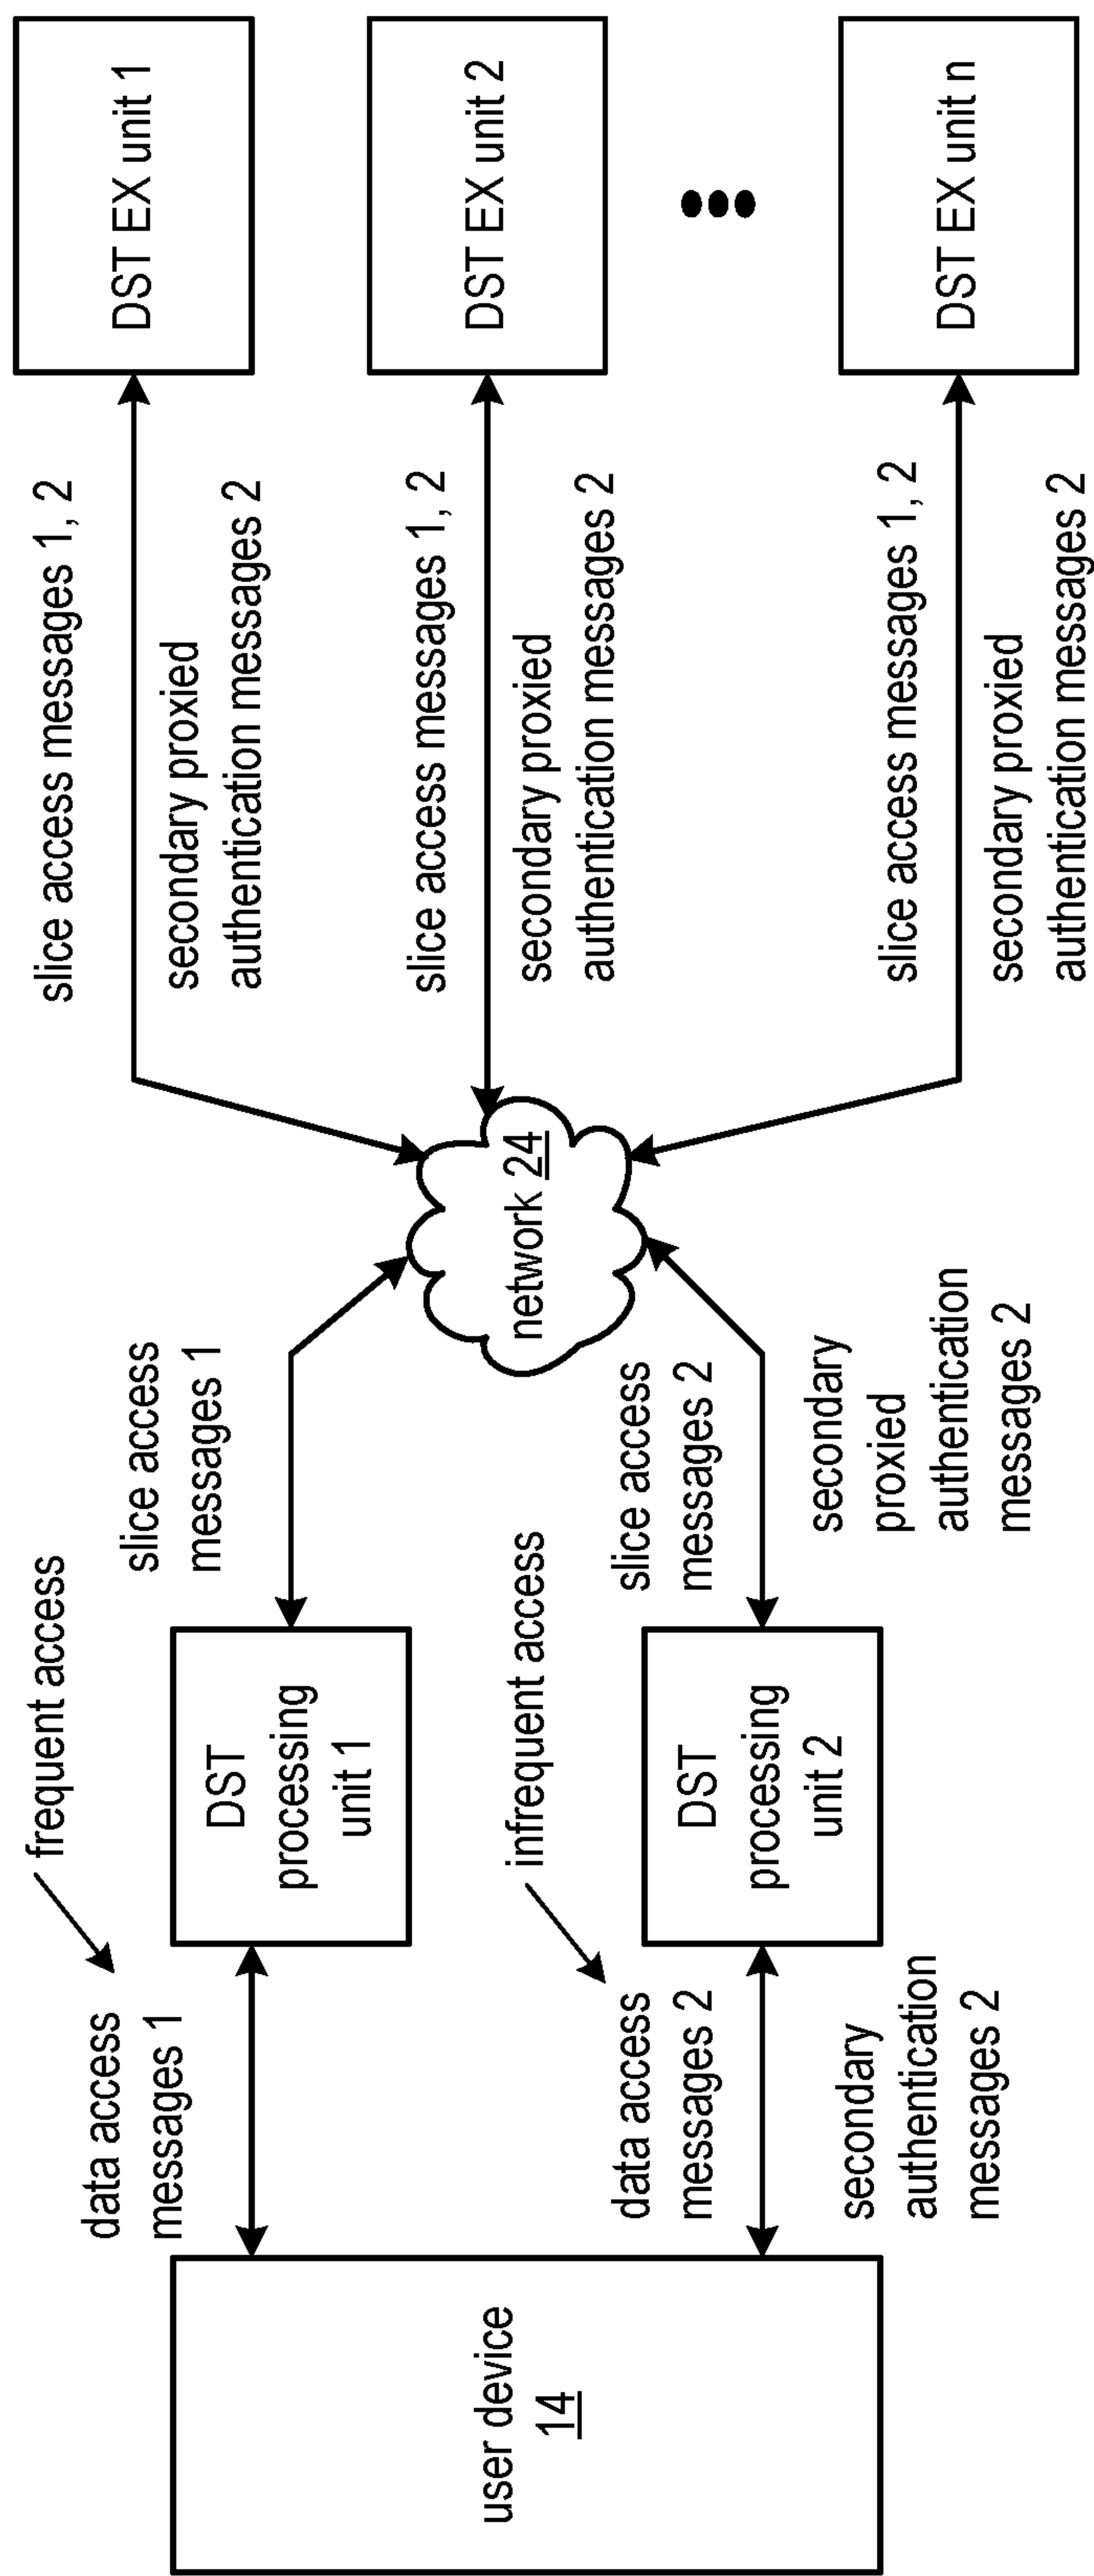 user device
14
data access
messages 1
frequent access
data access
messages 2
infrequent access
secondary
authentication
messages 2
DST
processing
unit 1
DST
processing
unit 2
slice access
messages 1
slice access
messages 2
secondary
proxied
authentication
messages 2
network 24
slice access messages 1, 2
secondary proxied
authentication messages 2
slice access messages 1, 2
secondary proxied
authentication messages 2
slice access messages 1, 2
secondary proxied
authentication messages 2
DST EX unit 1
DST EX unit 2
DST EX unit n